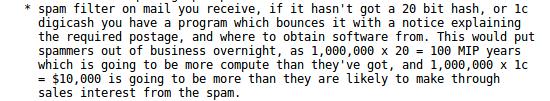 * spam filter on mail you receive, if it hasn't got a 20 bit hash, or 1c
digicash you have a program which bounces it with a notice explaining
the required postage, and where to obtain software from. This would put
spammers out of business overnight, as 1,000,000 x 20 = 100 MIP years
which is going to be more compute than they've got, and 1,000,000 x 1c
= $10,000 is going to be more than they are likely to make through
sales interest from the spam.